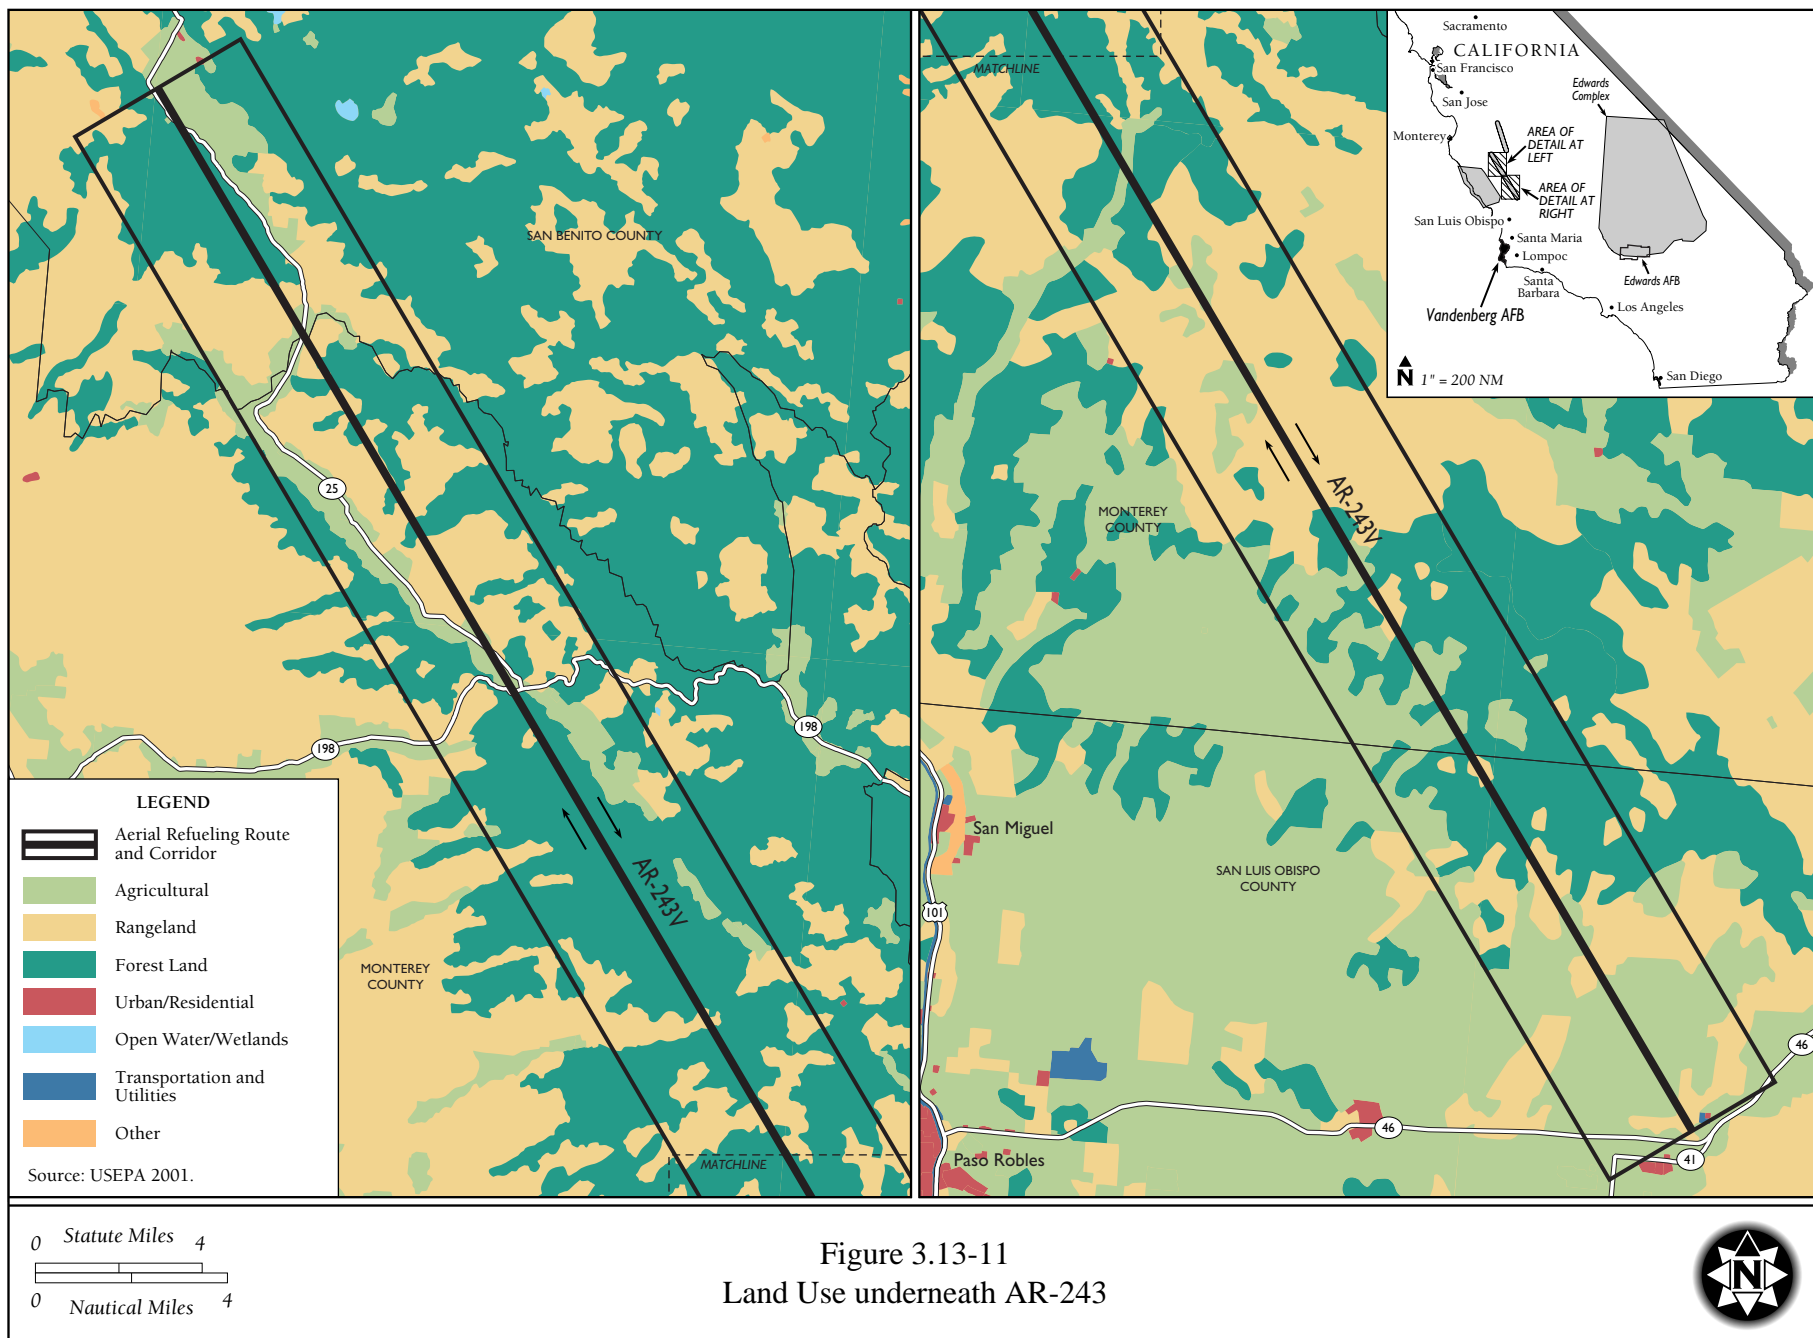 SAN BENITO COUNTY
25
198
198
AR-243V
MONTEREY
COUNTY
MATCHLINE
LEGEND
Aerial Refueling Route
and Corridor
Agricultural
Rangeland
Forest Land
Urban/Residential
Open Water/Wetlands
Transportation and
Utilities
Other
Source: USEPA 2001.
MATCHLINE
AR-243V
MONTEREY
COUNTY
San Miguel
SAN LUIS OBISPO
COUNTY
101
46
46
41
Paso Robles
Sacramento
CALIFORNIA
San Francisco
San Jose
Monterey
Edwards
Complex
AREA OF
DETAIL AT
LEFT
AREA OF
DETAIL AT
RIGHT
San Luis Obispo
Santa Maria
Lompoc
Santa
Barbara
Edwards AFB
Los Angeles
Vandenberg AFB
San Diego
N
1" = 200 NM
Statute Miles
0 4
0 4
Nautical Miles
Figure 3.13-11
Land Use underneath AR-243
N